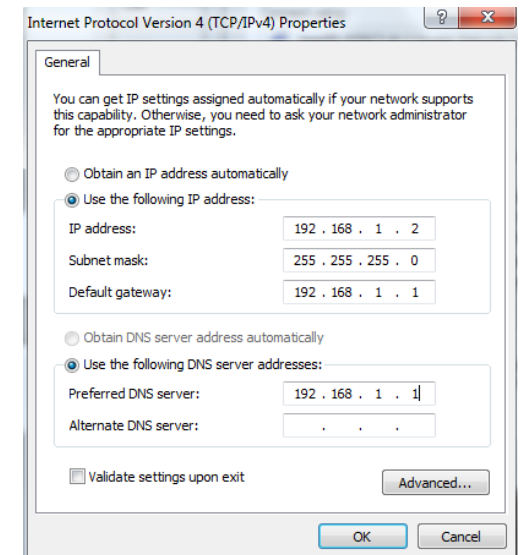 Internet Protocol Version 4 (TCP/IPv4) Properties
?
X
General
You can get IP settings assigned automatically if your network supports
this capability. Otherwise, you need to ask your network administrator
for the appropriate IP settings.
Obtain an IP address automatically
Use the following IP address:
IP address: 192 . 168 . 1 . 2
Subnet mask: 255 . 255 . 255 . 0
Default gateway: 192 . 168 . 1 . 1
Obtain DNS server address automatically
Use the following DNS server addresses:
Preferred DNS server: 192 . 168 . 1 . 1
Alternate DNS server: . . .
Validate settings upon exit
Advanced...
OK Cancel